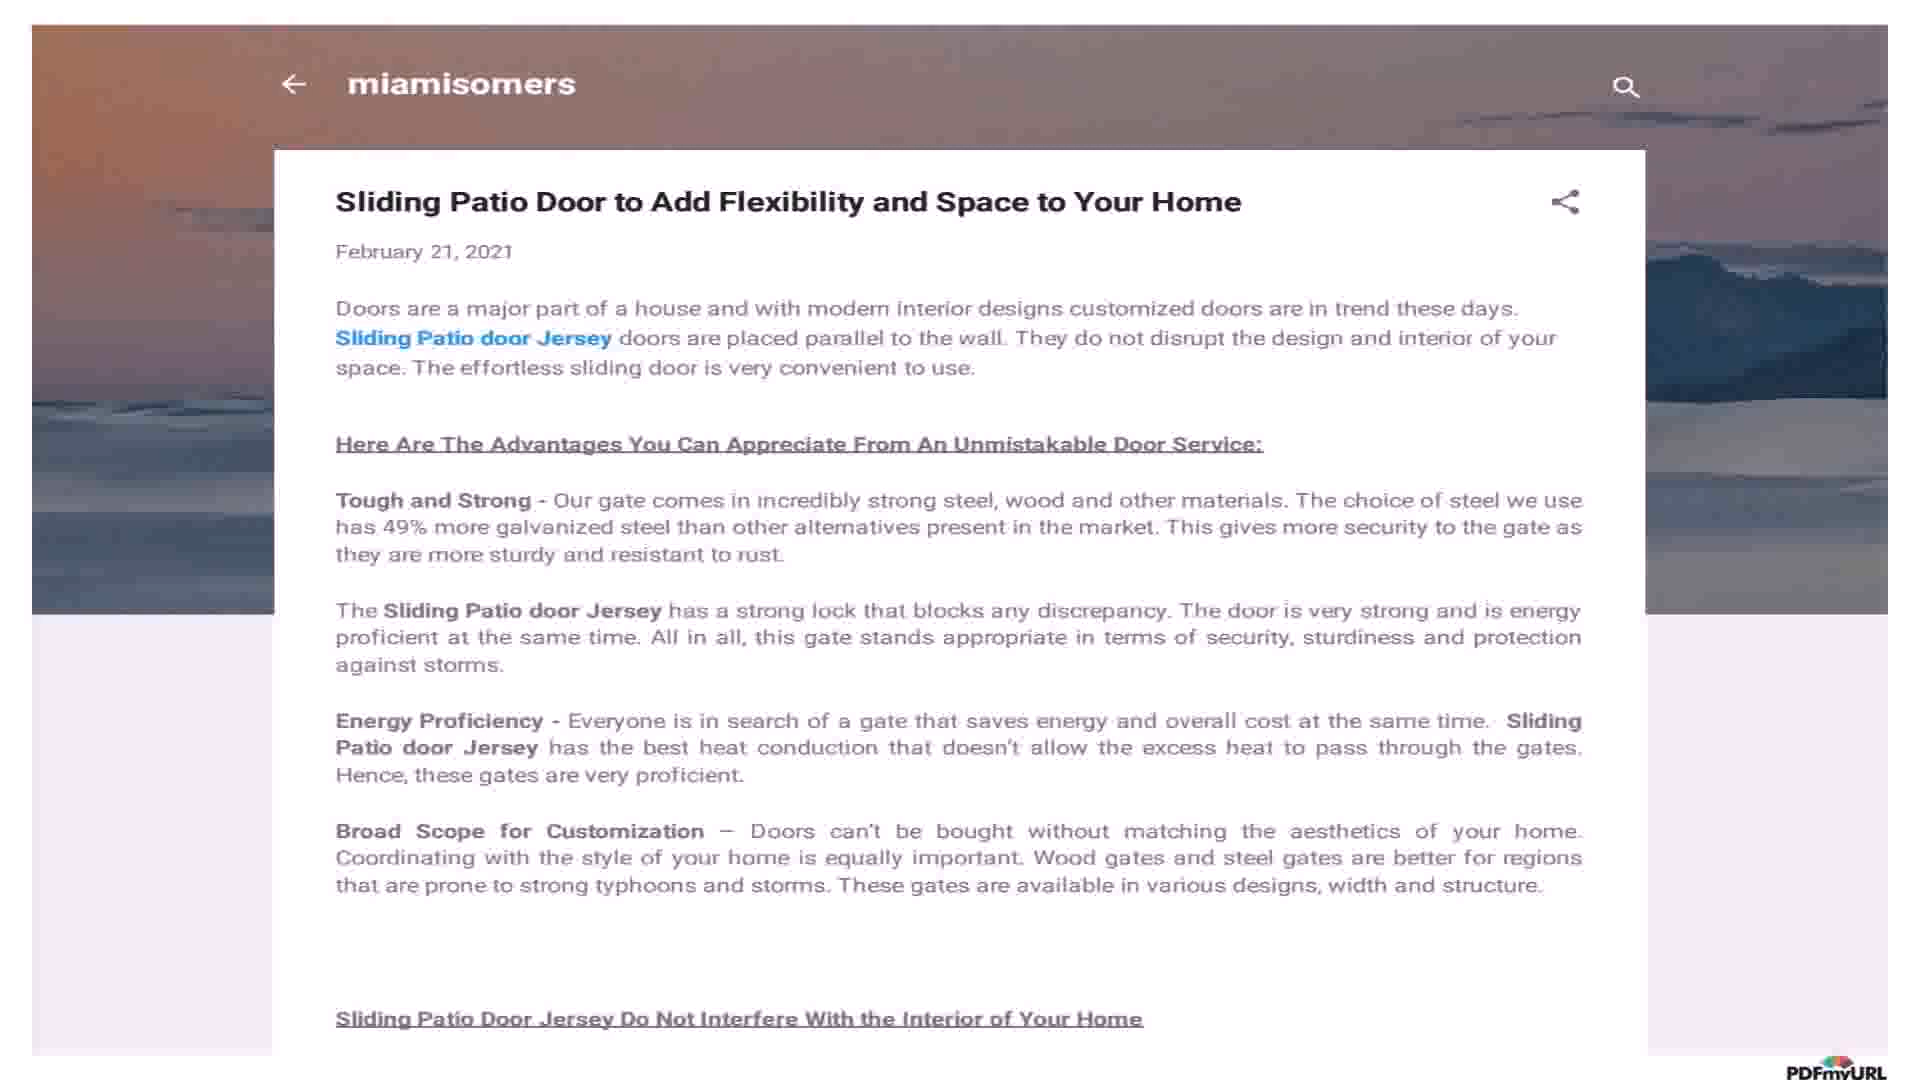 miamisomers
Sliding Patio Door to Add Flexibility and Space to Your Home
February 21, 2021
Doors are a major part of a house and with modern interior designs customized doors are in trend these days.
Sliding Patio door Jersey doors are placed parallel to the wall. They do not disrupt the design and interior of your
space. The effortless sliding door is very convenient to use.
Here Are The Advantages You Can Appreciate From An Unmistakable Door Service:
Tough and Strong - Our gate comes in incredibly strong steel, wood and other materials. The choice of steel we use
has 49% more galvanized steel than other alternatives present in the market. This gives more security to the gate as
they are more sturdy and resistant to rust.
The Sliding Patio door Jersey has a strong lock that blocks any discrepancy. The door is very strong and is energy
proficient at the same time. All in all, this gate stands appropriate in terms of security, sturdiness and protection
against storms.
Energy Proficiency - Everyone is in search of a gate that saves energy and overall cost at the same time. Sliding
Patio door Jersey has the best heat conduction that doesn't allow the excess heat to pass through the gates.
Hence, these gates are very proficient.
Broad Scope for Customization – Doors can't be bought without matching the aesthetics of your home.
Coordinating with the style of your home is equally important. Wood gates and steel gates are better for regions
that are prone to strong typhoons and storms. These gates are available in various designs, width and structure.
Sliding Patio Door Jersey Do Not Interfere With the Interior of Your Home
PDFmyURL